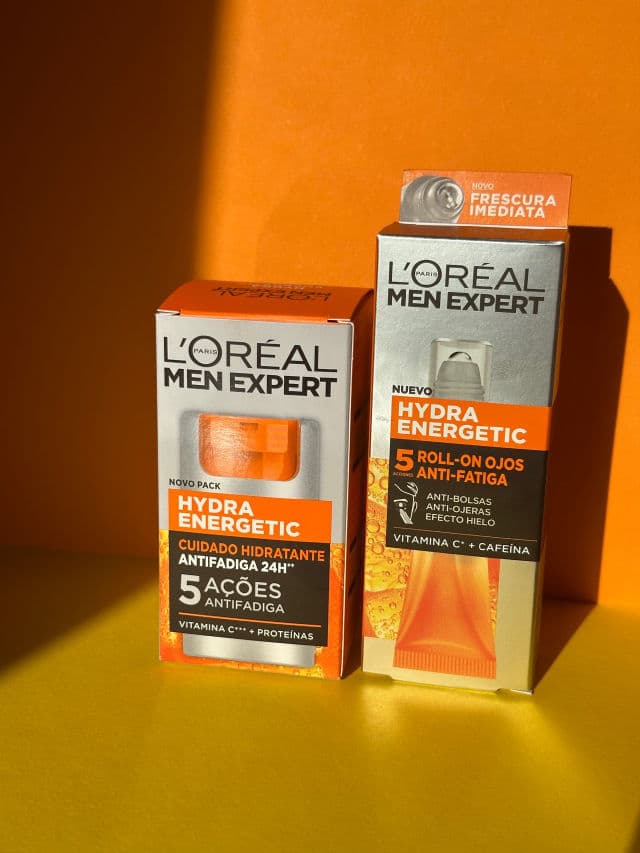 L'ORÉAL
L'ORÉAL
PARIS
MEN EXPERT
NOVO PACK
HYDRA
ENERGETIC
CUIDADO HIDRATANTE
ANTIFADIGA 24H**
5 AÇÕES
ANTIFADIGA
VITAMINA C*** + PROTEÍNAS
NOVO
FRESCURA
IMEDIATA
L'ORÉAL
PARIS
MEN EXPERT
NUEVO
HYDRA
ENERGETIC
5 ROLL-ON OJOS
ACCIONES ANTI-FATIGA
ANTI-BOLSAS
ANTI-OJERAS
EFECTO HIELO
VITAMINA C* + CAFEÍNA